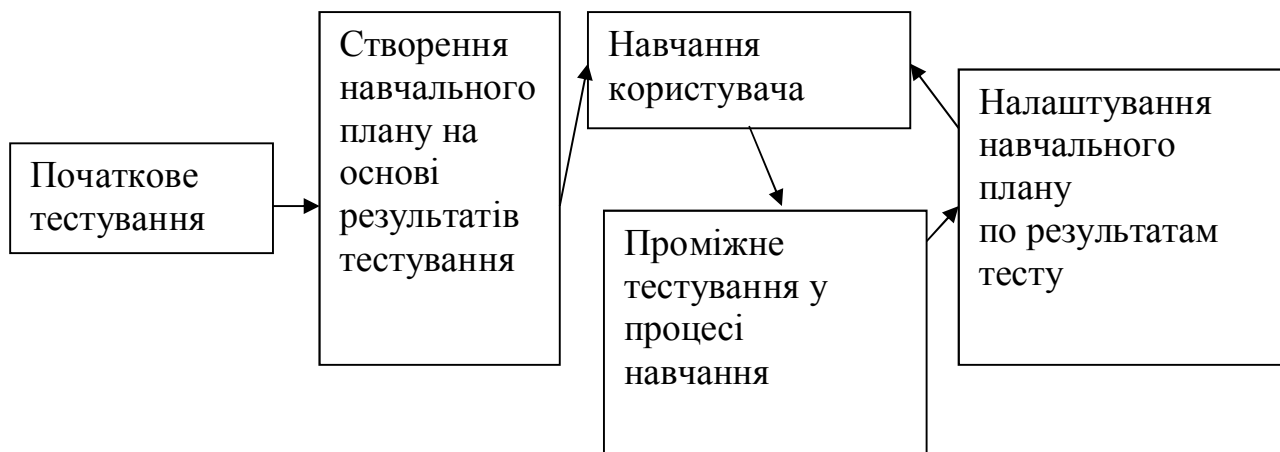 Початкове
тестування
Створення
навчального
плану на
основі
результатів
тестування
Навчання
користувача
Проміжне
тестування у
процесі
навчання
Налаштування
навчального
плану
по результатам
тесту